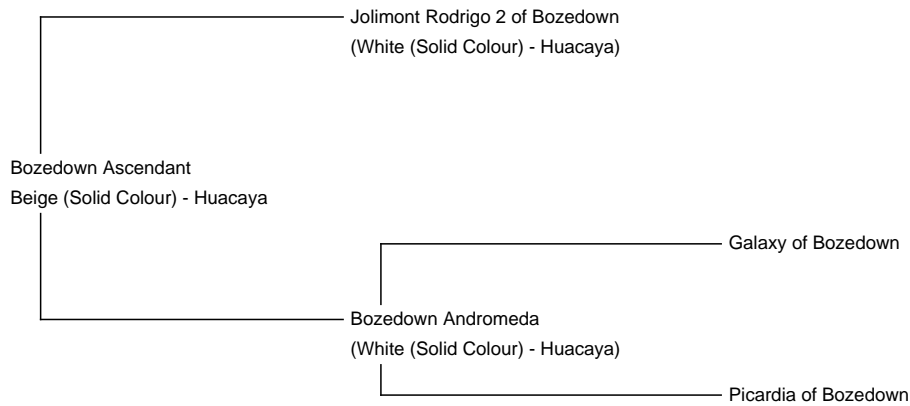 Jolimont Rodrigo 2 of Bozedown
(White (Solid Colour) - Huacaya)
Bozedown Ascendant
Beige (Solid Colour) - Huacaya
Galaxy of Bozedown
Bozedown Andromeda
(White (Solid Colour) - Huacaya)
Picardia of Bozedown